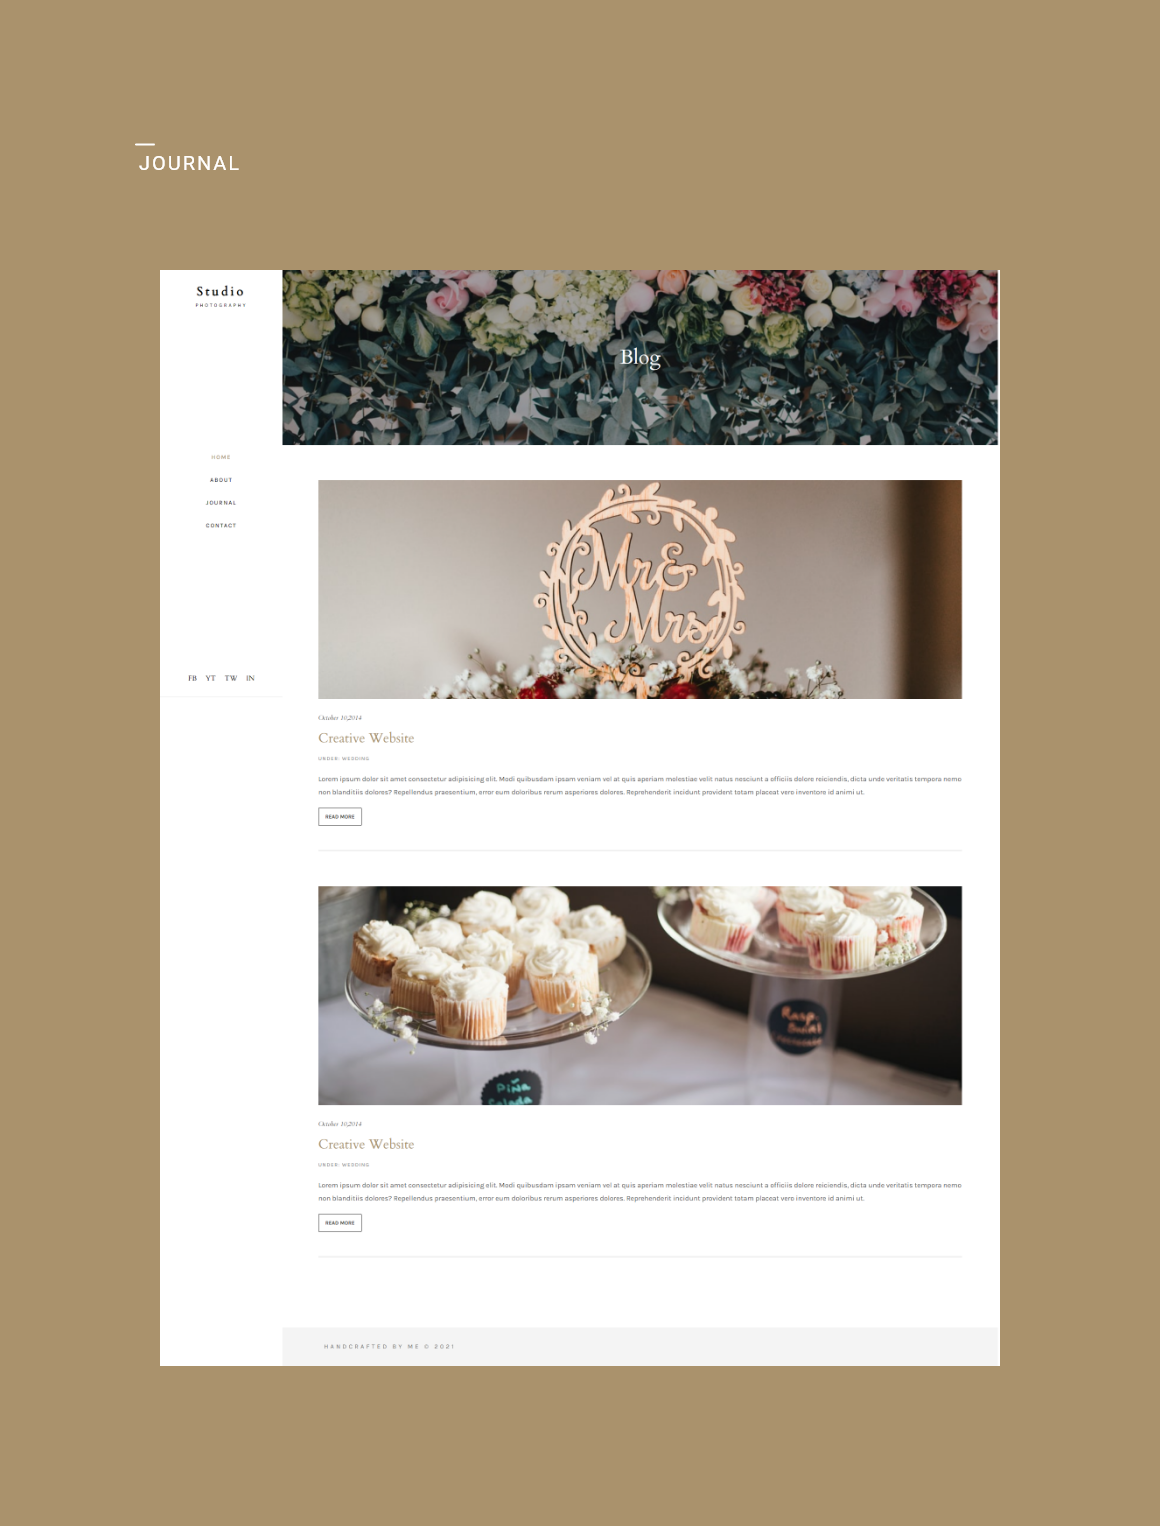 JOURNAL
Studio
PHOTOGRAPHY
Blog
HOME
ABOUT
JOURNAL
CONTACT
FB YT TW IN
Mr &
Mrs
October 10,2014
Creative Website
UNDER: WEDDING
Lorem ipsum dolor sit amet consectetur adipisicing elit. Modi quibusdam ipsam veniam vel at quis aperiam molestiae velit natus nesciunt a officiis dolore reiciendis, dicta unde veritatis tempora nemo
non blanditiis dolores? Repellendus praesentium, error eum doloribus rerum asperiores dolores. Reprehenderit incidunt provident totam placeat vero inventore id animi ut.
READ MORE
Piña
Colada
Rasp.
October 10,2014
Creative Website
UNDER: WEDDING
Lorem ipsum dolor sit amet consectetur adipisicing elit. Modi quibusdam ipsam veniam vel at quis aperiam molestiae velit natus nesciunt a officiis dolore reiciendis, dicta unde veritatis tempora nemo
non blanditiis dolores? Repellendus praesentium, error eum doloribus rerum asperiores dolores. Reprehenderit incidunt provident totam placeat vero inventore id animi ut.
READ MORE
HANDCRAFTED BY ME © 2021